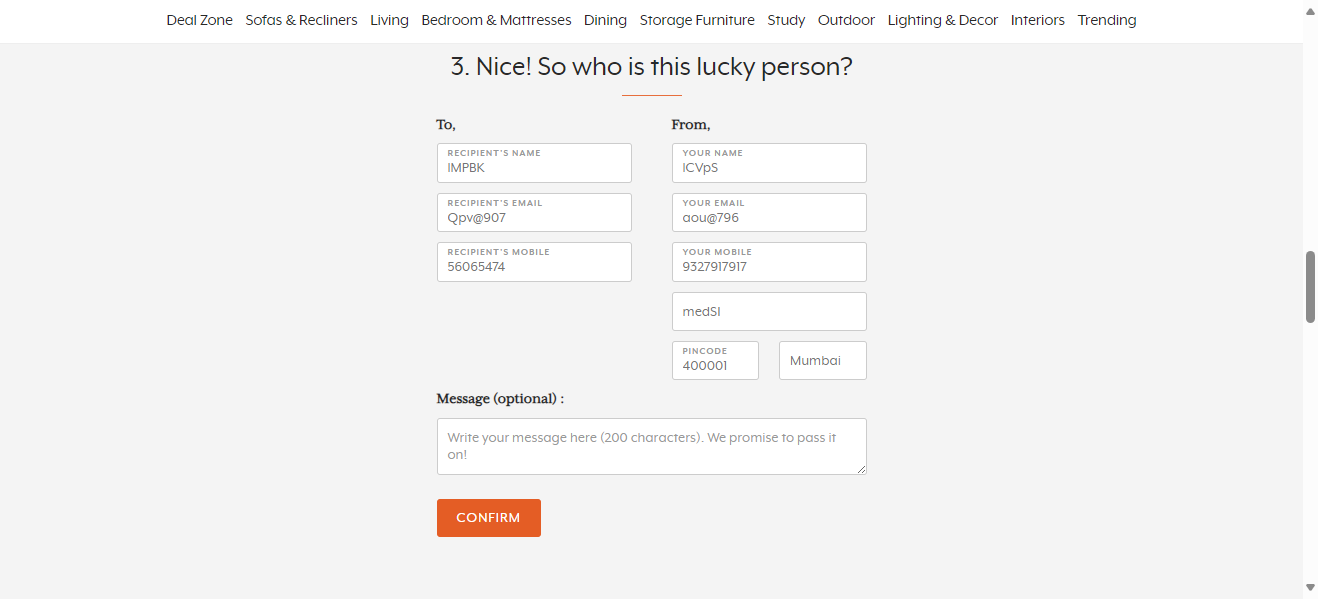 Deal Zone Sofas & Recliners Living Bedroom & Mattresses Dining Storage Furniture Study Outdoor Lighting & Decor Interiors Trending
3. Nice! So who is this lucky person?
To,
RECIPIENT'S NAME
IMPBK
RECIPIENT'S EMAIL
Qpv@907
RECIPIENT'S MOBILE
56065474
From,
YOUR NAME
ICVpS
YOUR EMAIL
aou@796
YOUR MOBILE
9327917917
medSI
PINCODE
400001
Mumbai
Message (optional) :
Write your message here (200 characters). We promise to pass it
on!
CONFIRM